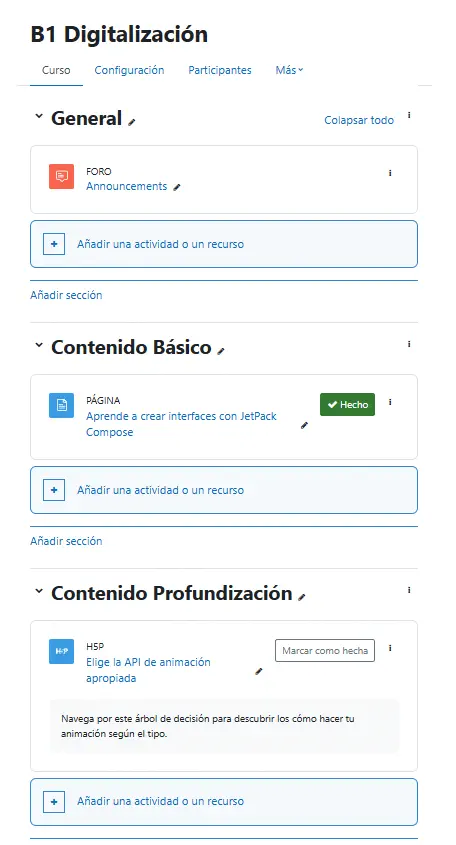 B1 Digitalización
Curso Configuración Participantes Más
General Colapsar todo
FORO
Announcements
Añadir una actividad o un recurso
Añadir sección
Contenido Básico
PÁGINA
Aprende a crear interfaces con JetPack
Compose
Hecho
Añadir una actividad o un recurso
Añadir sección
Contenido Profundización
H5P
H5P
Elige la API de animación
apropiada
Marcar como hecha
Navega por este árbol de decisión para descubrir los cómo hacer tu
animación según el tipo.
Añadir una actividad o un recurso